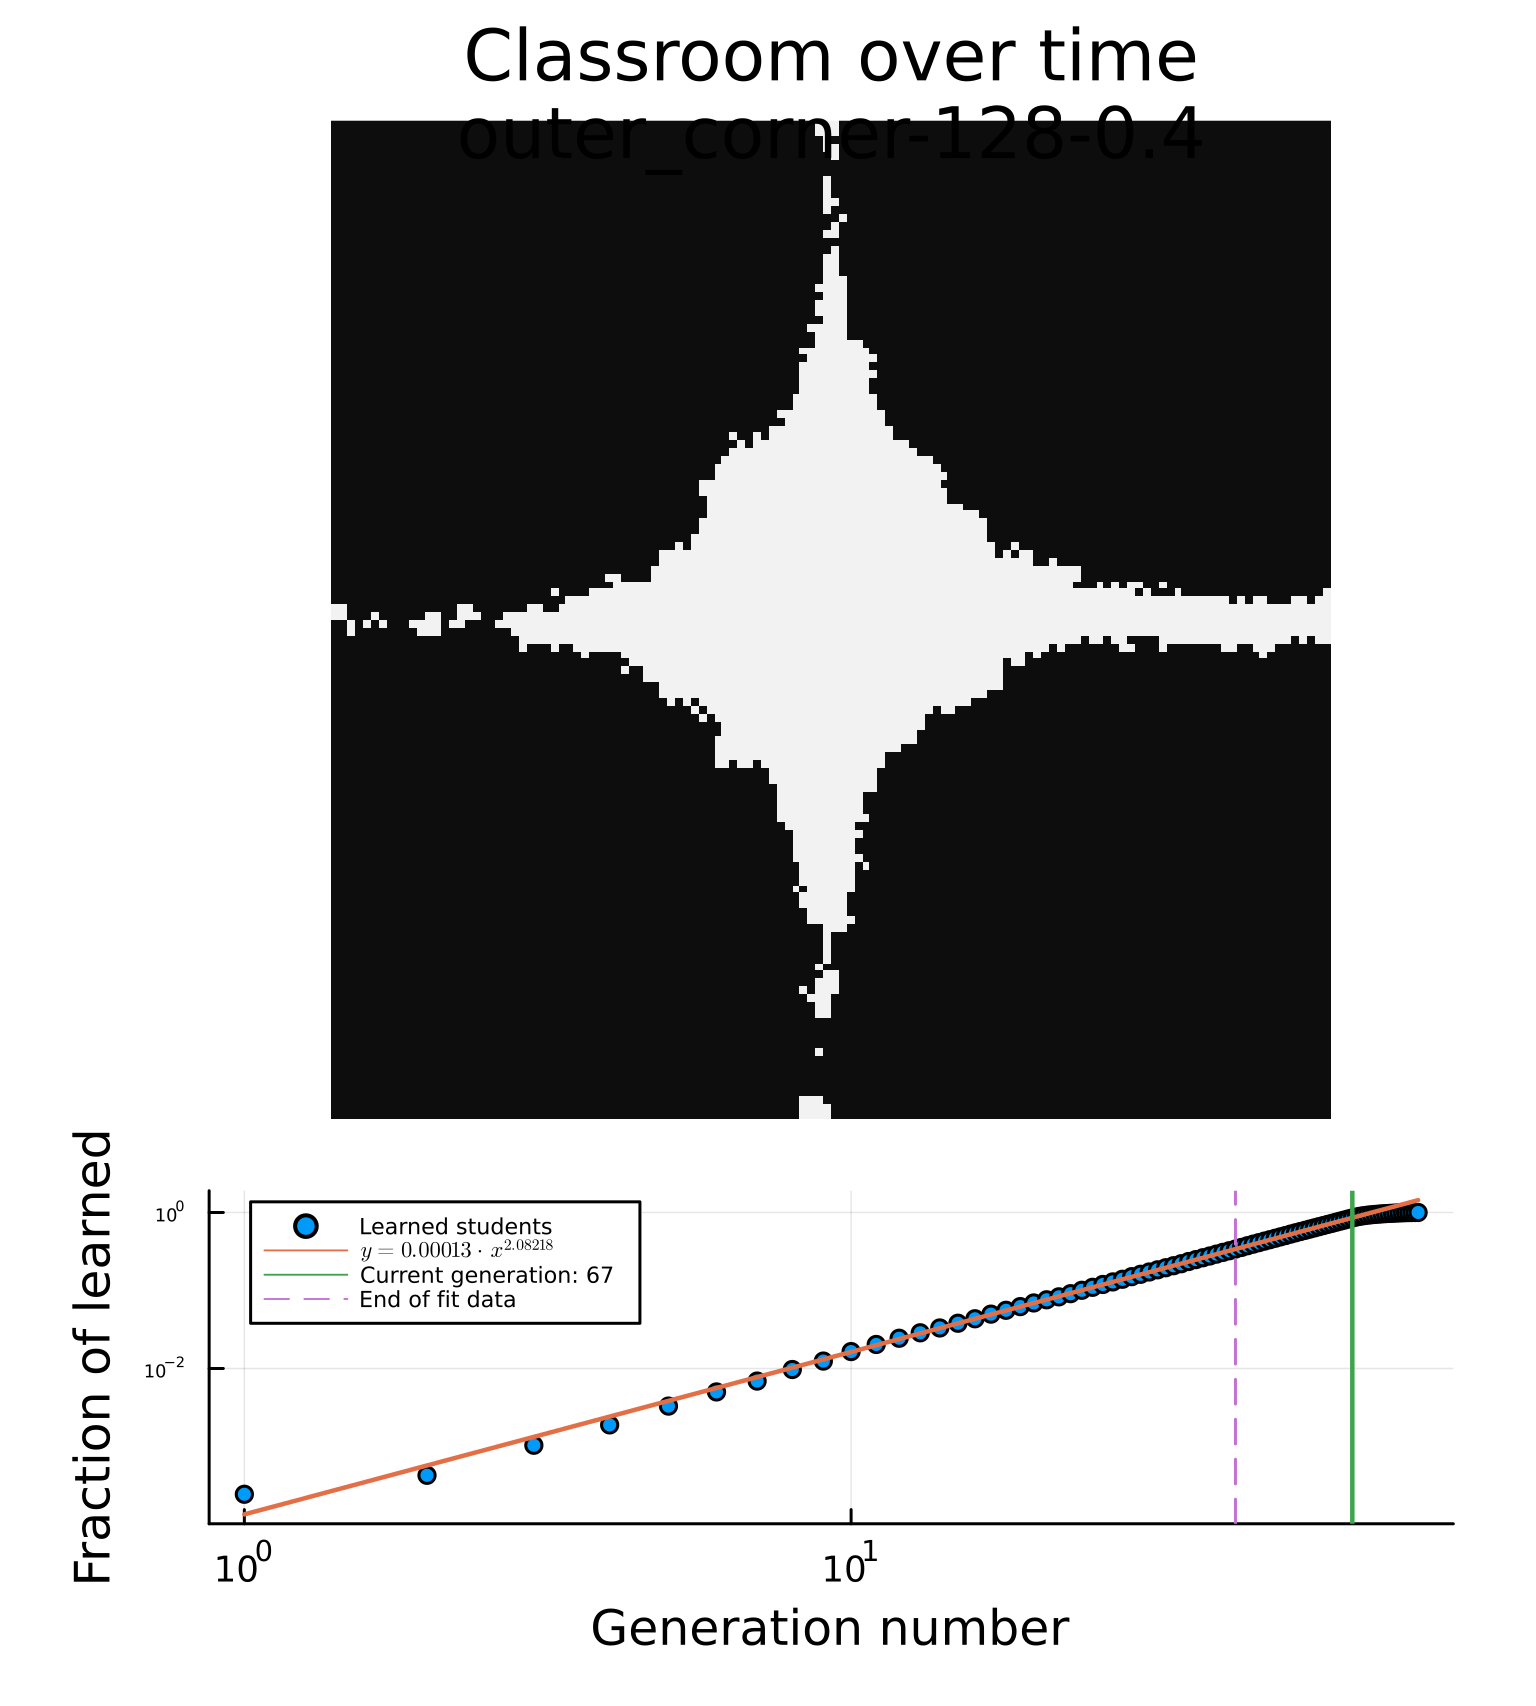 Classroom over time
outer_corner-128-0.4
Fraction of learned
10⁰
10⁻²
Learned students
y = 0.00013 · x^2.08218
Current generation: 67
End of fit data
10⁰
10¹
Generation number